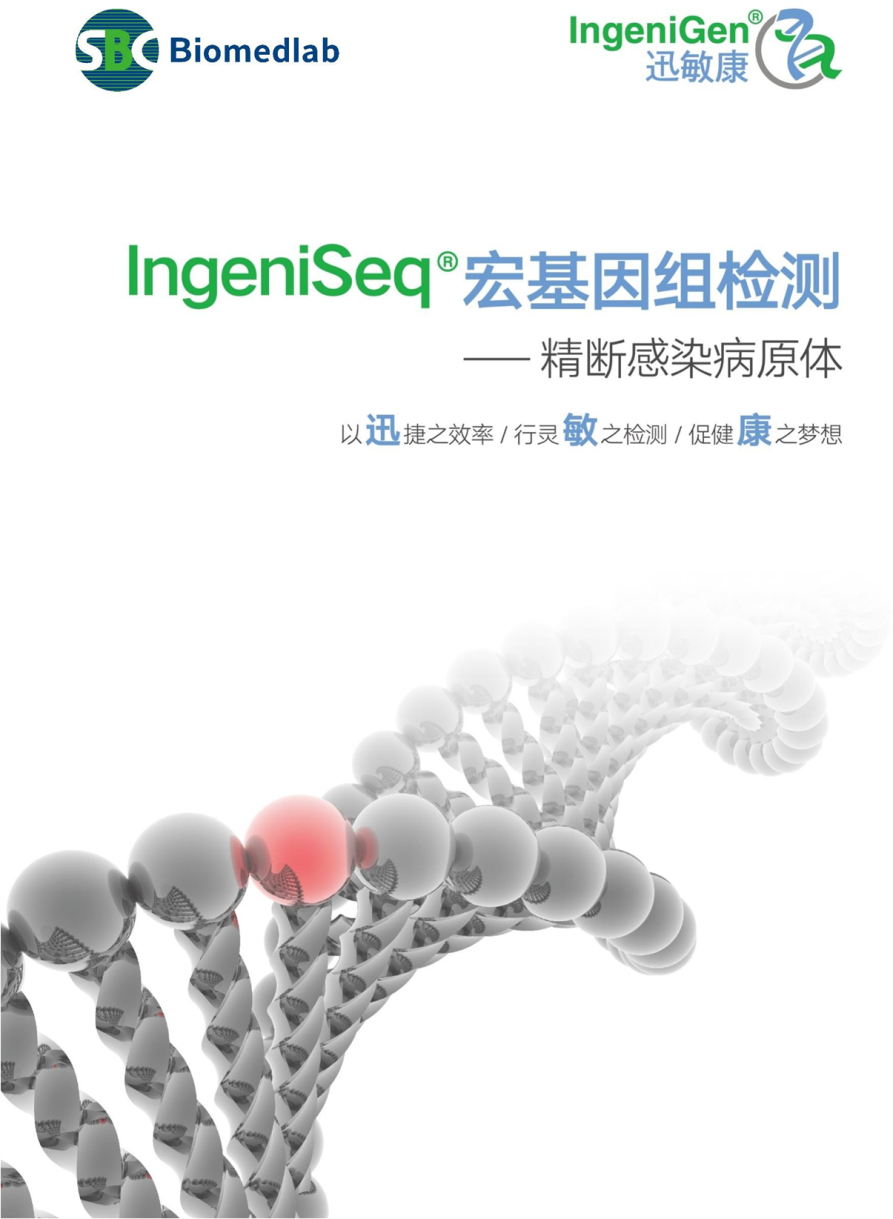 SBC Biomedlab
IngeniGen®
迅敏康
IngeniSeq®宏基因组检测
—— 精断感染病原体
以迅捷之效率 / 行灵敏之检测 / 促健康之梦想